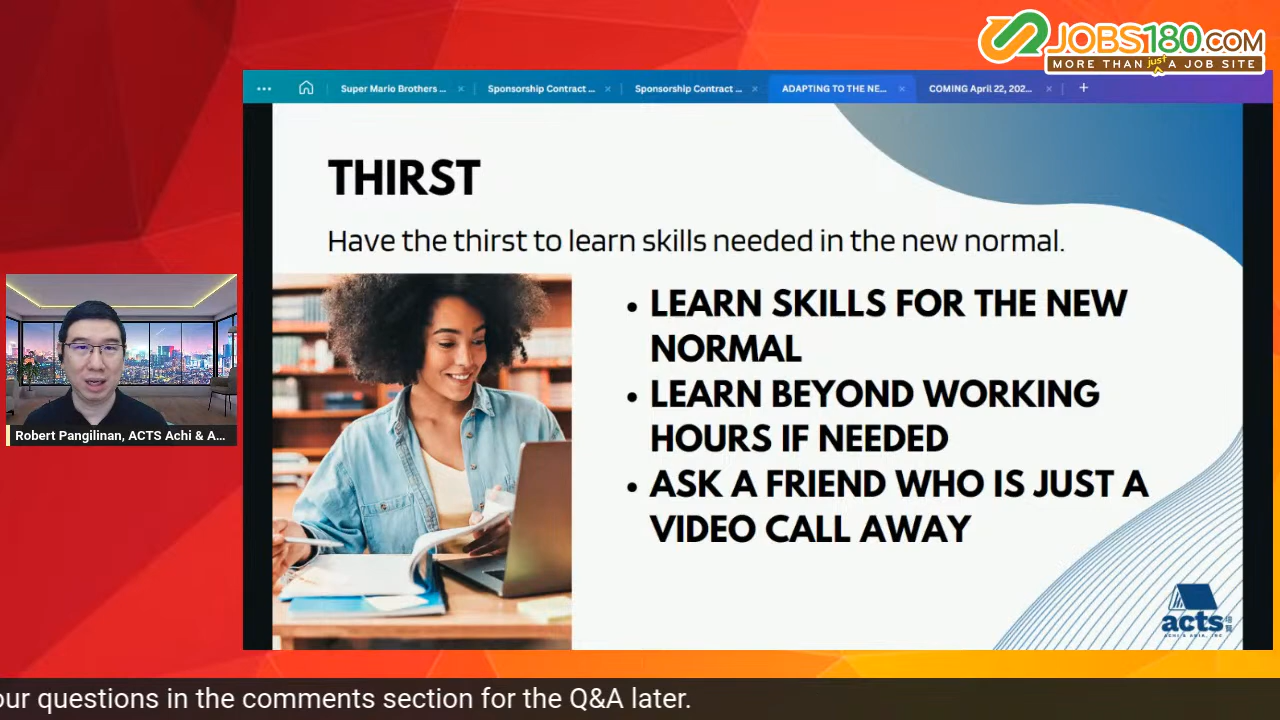 JOBS180.COM
MORE THAN just A JOB SITE
Super Mario Brothers ...
Sponsorship Contract ...
Sponsorship Contract ...
ADAPTING TO THE NE...
COMING April 22, 202...
THIRST
Have the thirst to learn skills needed in the new normal.
• LEARN SKILLS FOR THE NEW
NORMAL
• LEARN BEYOND WORKING
HOURS IF NEEDED
• ASK A FRIEND WHO IS JUST A
VIDEO CALL AWAY
Robert Pangilinan, ACTS Achi & A...
acts
ACHI & AHIA, INC
our questions in the comments section for the Q&A later.